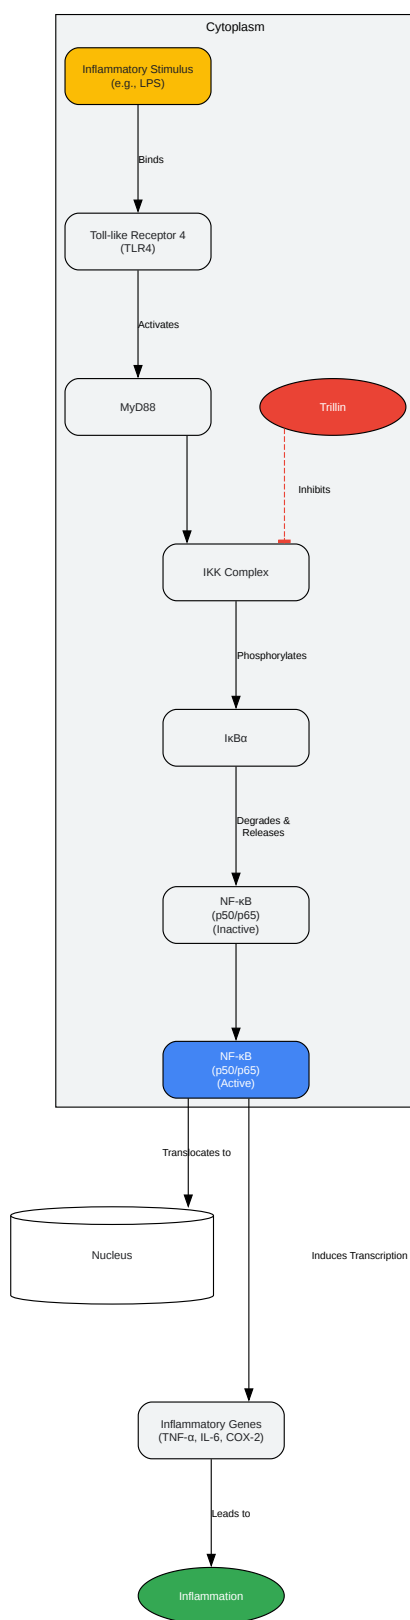 Cytoplasm
Inflammatory Stimulus
(e.g., LPS)
Binds
Toll-like Receptor 4
(TLR4)
Activates
MyD88
Trillin
Inhibits
IKK Complex
Phosphorylates
IκBα
Degrades &
Releases
NF-κB
(p50/p65)
(Inactive)
NF-κB
(p50/p65)
(Active)
Translocates to
Nucleus
Induces Transcription
Inflammatory Genes
(TNF-α, IL-6, COX-2)
Leads to
Inflammation